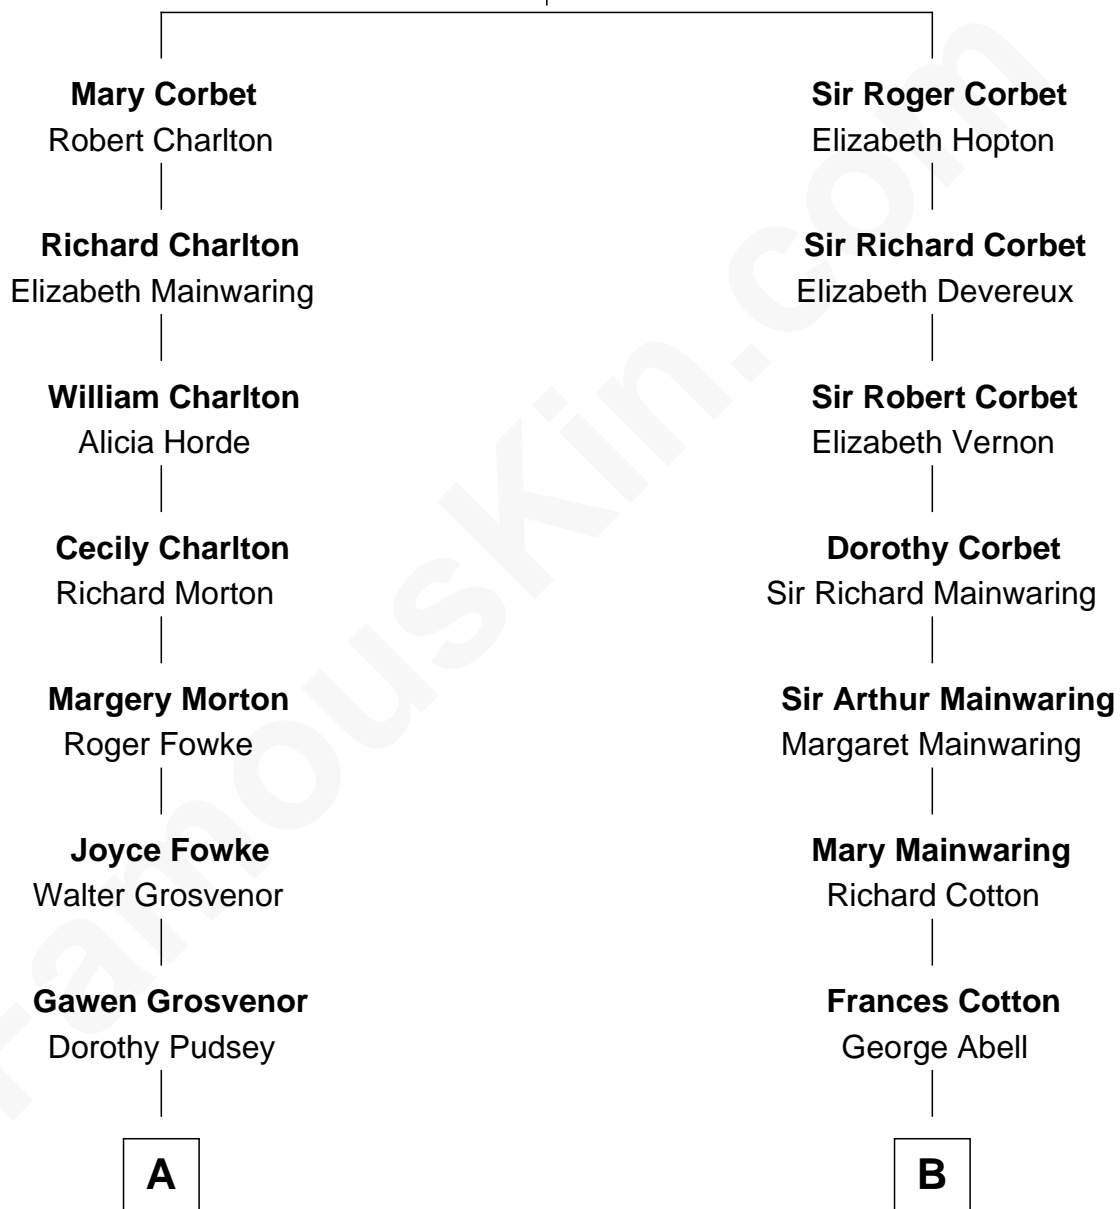 Mary Corbet
Robert Charlton
Richard Charlton
Elizabeth Mainwaring
William Charlton
Alicia Horde
Cecily Charlton
Richard Morton
Margery Morton
Roger Fowke
Joyce Fowke
Walter Grosvenor
Gawen Grosvenor
Dorothy Pudsey
A
Sir Roger Corbet
Elizabeth Hopton
Sir Richard Corbet
Elizabeth Devereux
Sir Robert Corbet
Elizabeth Vernon
Dorothy Corbet
Sir Richard Mainwaring
Sir Arthur Mainwaring
Margaret Mainwaring
Mary Mainwaring
Richard Cotton
Frances Cotton
George Abell
B
FamousKin.com